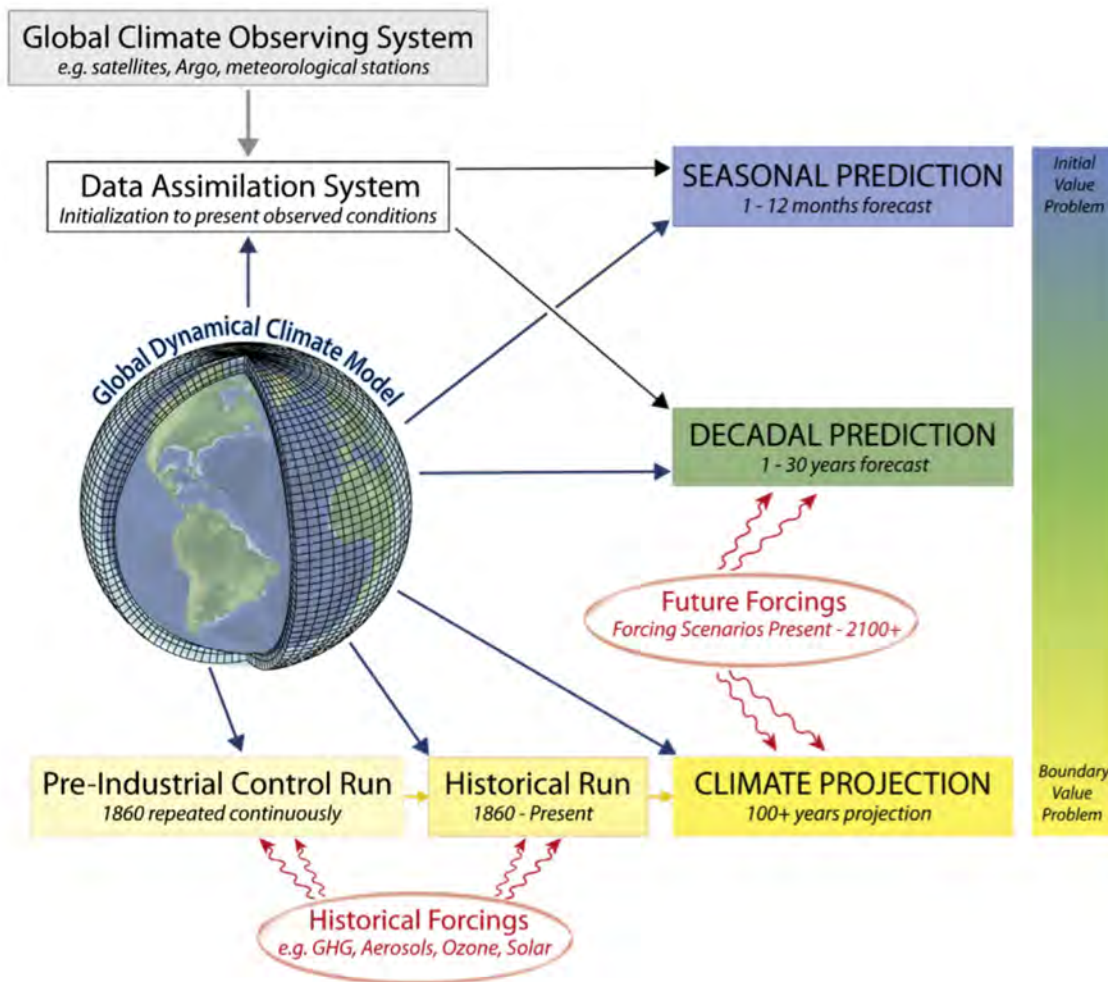 Global Climate Observing System
e.g. satellites, Argo, meteorological stations
Data Assimilation System
Initialization to present observed conditions
SEASONAL PREDICTION
1 - 12 months forecast
Initial
Value
Problem
Global Dynamical Climate Model
DECADAL PREDICTION
1 - 30 years forecast
Future Forcings
Forcing Scenarios Present - 2100+
Pre-Industrial Control Run
1860 repeated continuously
Historical Run
1860 - Present
CLIMATE PROJECTION
100+ years projection
Boundary
Value
Problem
Historical Forcings
e.g. GHG, Aerosols, Ozone, Solar